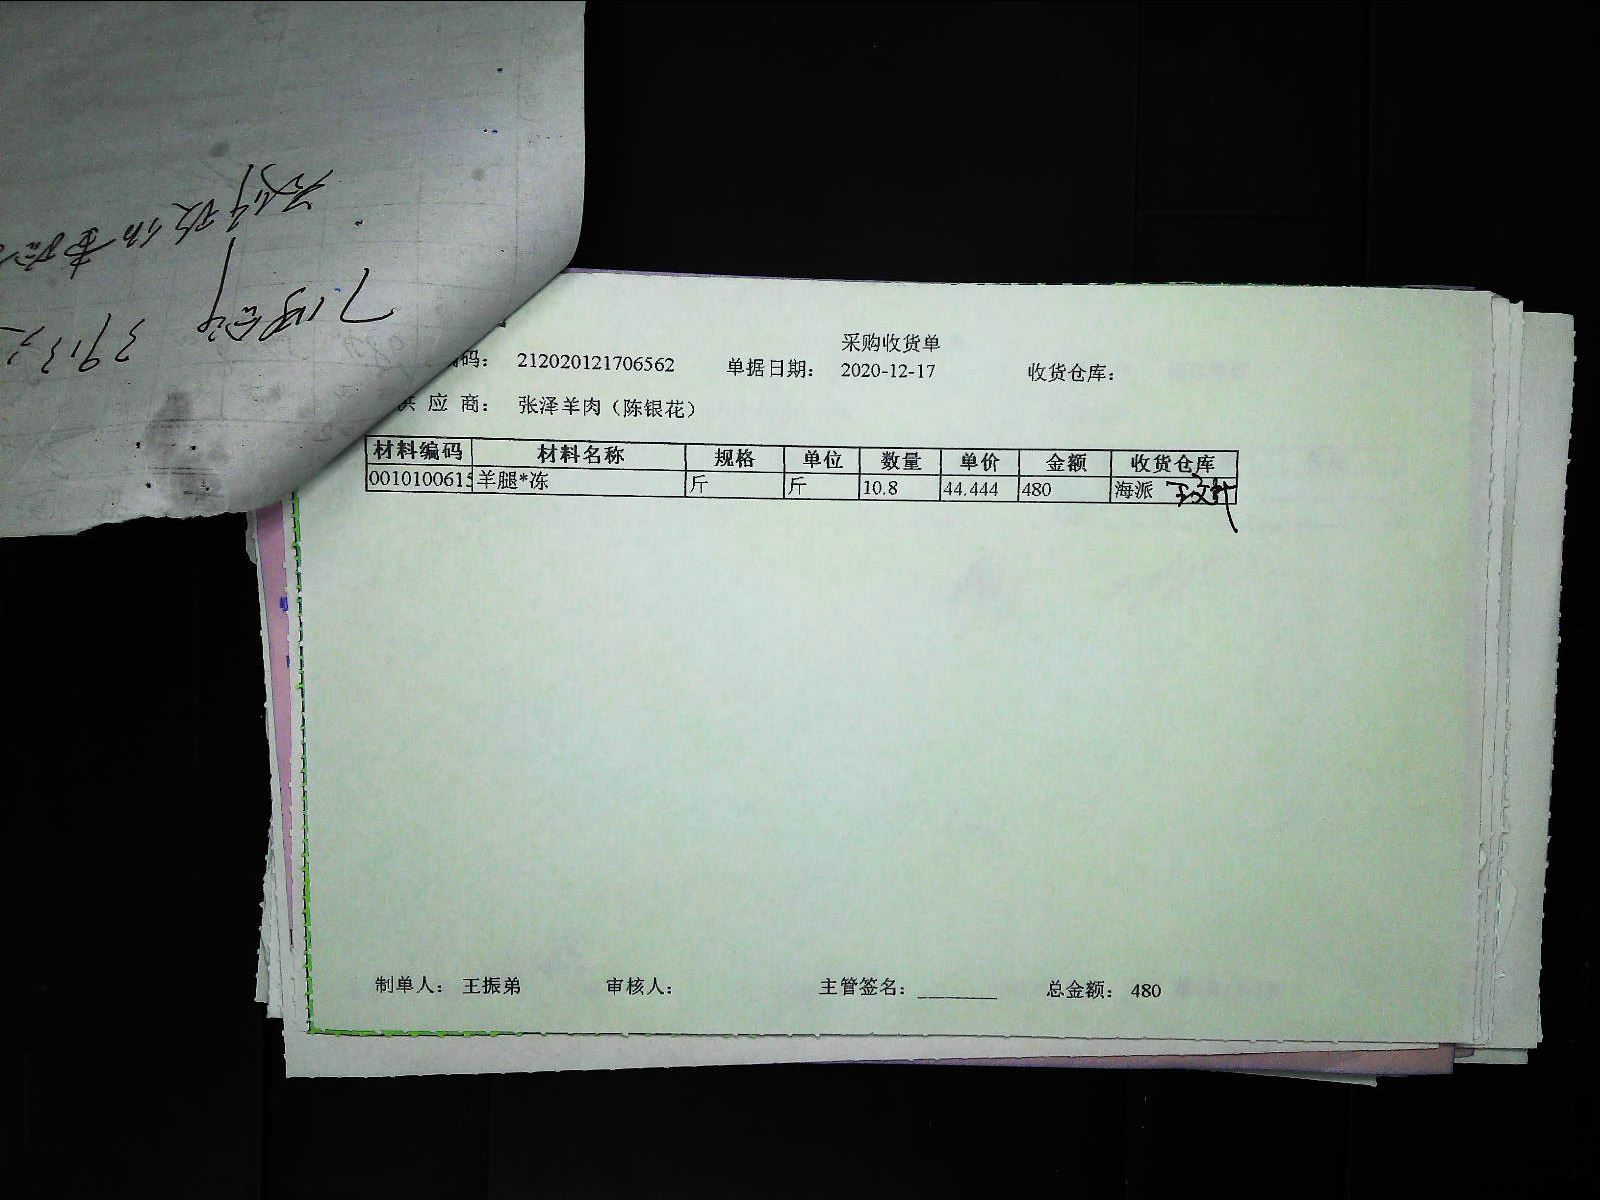 采购收货单
码： 212020121706562 单据日期： 2020-12-17 收货仓库：
供 应 商： 张泽羊肉（陈银花）
材料编码 材料名称 规格 单位 数量 单价 金额 收货仓库
0010100615 羊腿*冻 斤 斤 10.8 44.444 480 海派
制单人： 王振弟 审核人： 主管签名： ________ 总金额： 480